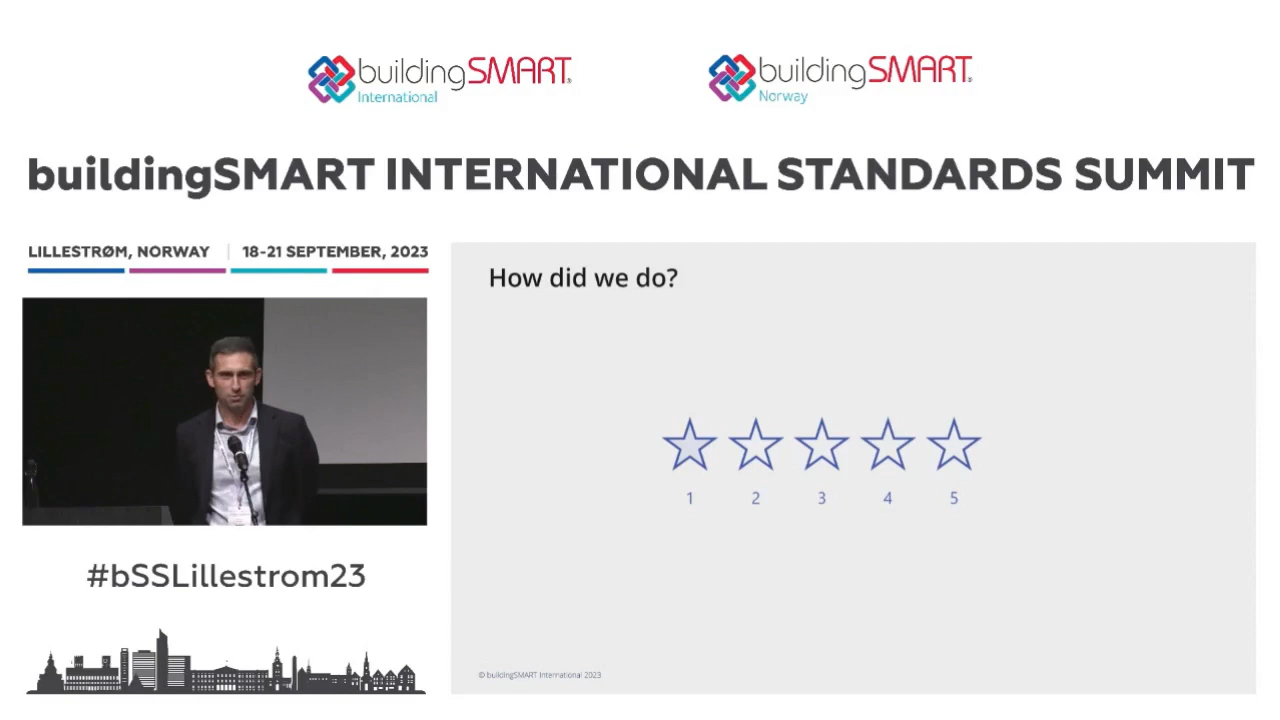 buildingSMART
International
buildingSMART
Norway
buildingSMART INTERNATIONAL STANDARDS SUMMIT
LILLESTRØM, NORWAY | 18-21 SEPTEMBER, 2023
How did we do?
1 2 3 4 5
#bSSLillestrom23
© buildingSMART International 2023